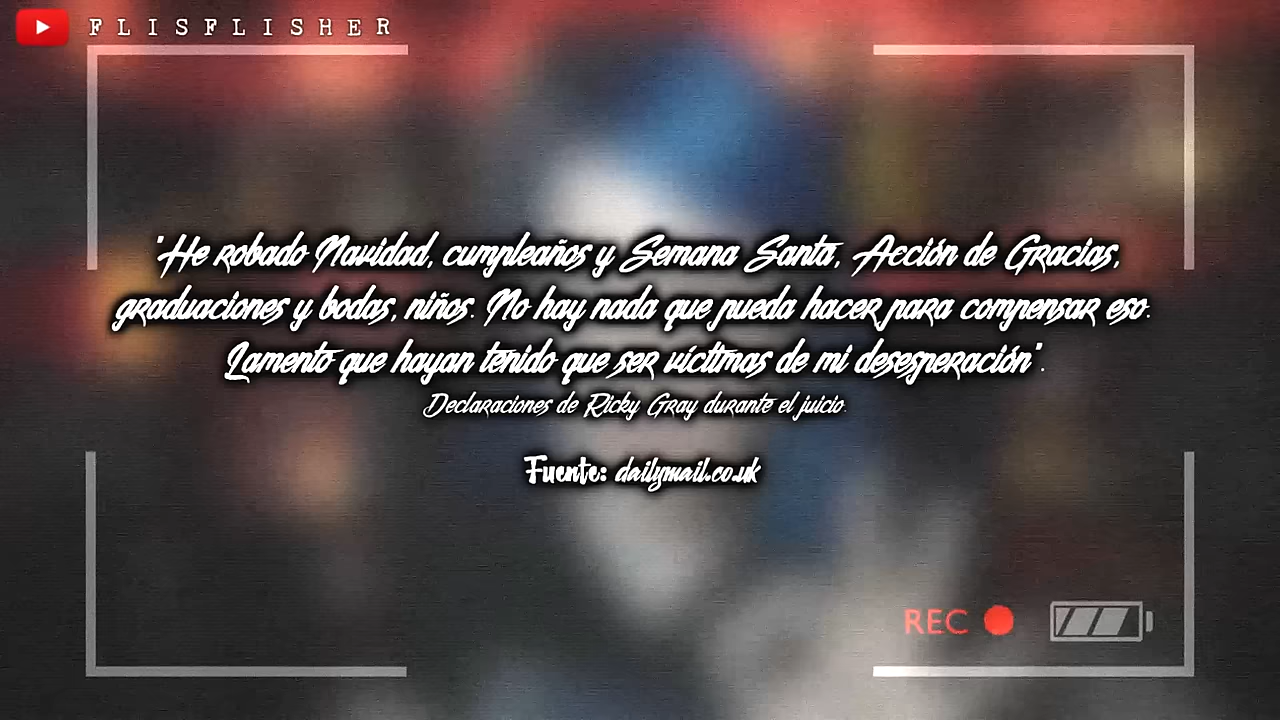 FLISFLISHER
"He robado Navidad, cumpleaños y Semana Santa, Acción de Gracias,
graduaciones y bodas, niños. No hay nada que pueda hacer para compensar eso.
Lamento que hayan tenido que ser víctimas de mi desesperación".
Declaraciones de Ricky Gray durante el juicio.
Fuente: dailymail.co.uk
REC